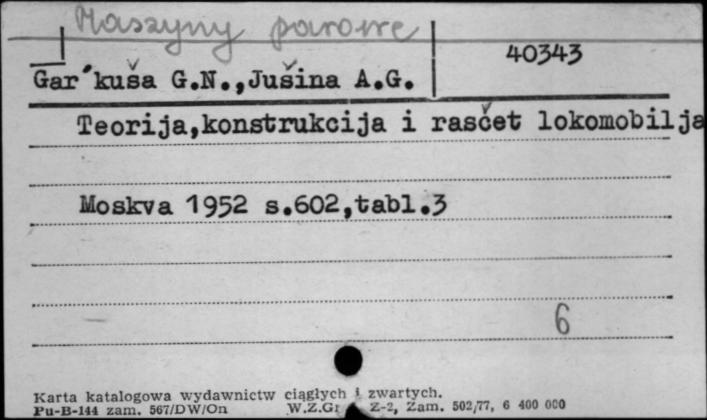 Maszyny parowe
40343
Gar´kuša G.N.,Jušina A.G.
Teorija,konstrukcija i rasčet lokomobilja
Moskva 1952 s.602,tabl.3
6
Karta katalogowa wydawnictw ciągłych i zwartych.
Pu-B-144 zam. 567/DW/On W.Z.Gr Z-2, Zam. 502/77, 6 400 000